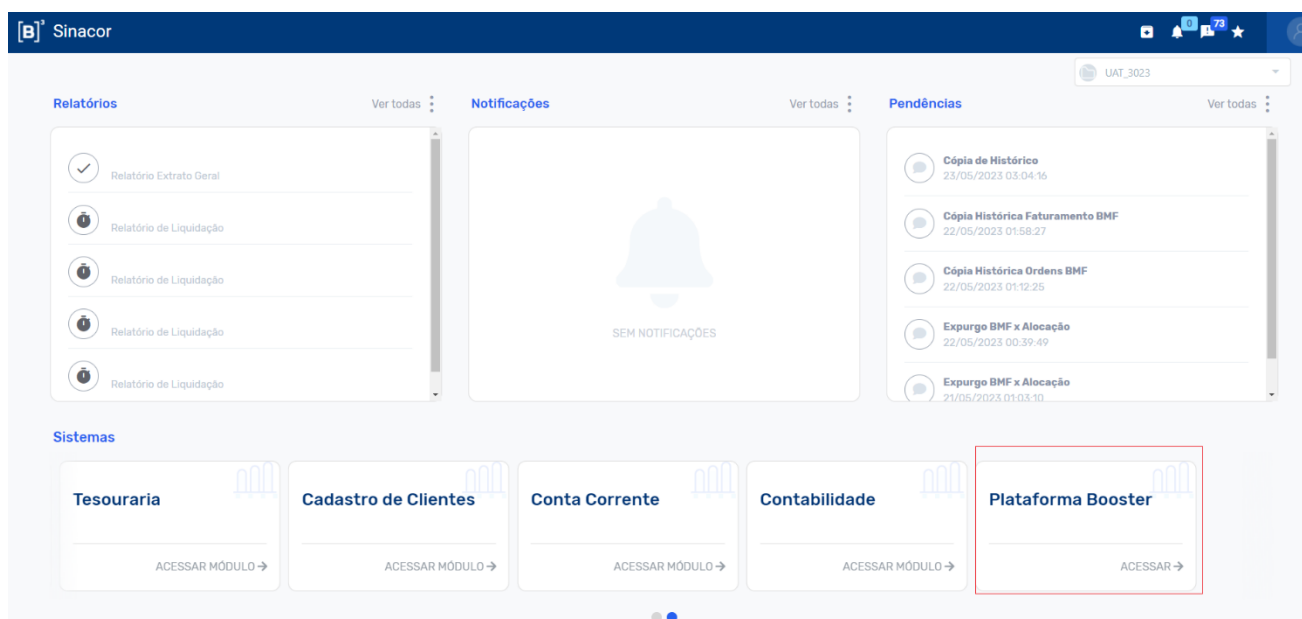 [B]³ Sinacor
0
73
UAT_3023
Relatórios
Ver todas
Relatório Extrato Geral
Relatório de Liquidação
Relatório de Liquidação
Relatório de Liquidação
Relatório de Liquidação
Notificações
Ver todas
SEM NOTIFICAÇÕES
Pendências
Ver todas
Cópia de Histórico
23/05/2023 03:04:16
Cópia Histórica Faturamento BMF
22/05/2023 01:58:27
Cópia Histórica Ordens BMF
22/05/2023 01:12:25
Expurgo BMF x Alocação
22/05/2023 00:39:49
Expurgo BMF x Alocação
21/05/2023 01:03:10
Sistemas
Tesouraria
ACESSAR MÓDULO
Cadastro de Clientes
ACESSAR MÓDULO
Conta Corrente
ACESSAR MÓDULO
Contabilidade
ACESSAR MÓDULO
Plataforma Booster
ACESSAR